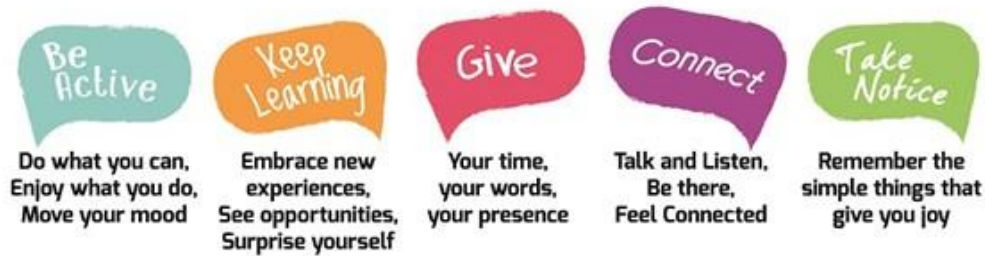 Be
Active
Do what you can,
Enjoy what you do,
Move your mood
Keep
Learning
Embrace new
experiences,
See opportunities,
Surprise yourself
Give
Your time,
your words,
your presence
Connect
Talk and Listen,
Be there,
Feel Connected
Take
Notice
Remember the
simple things that
give you joy